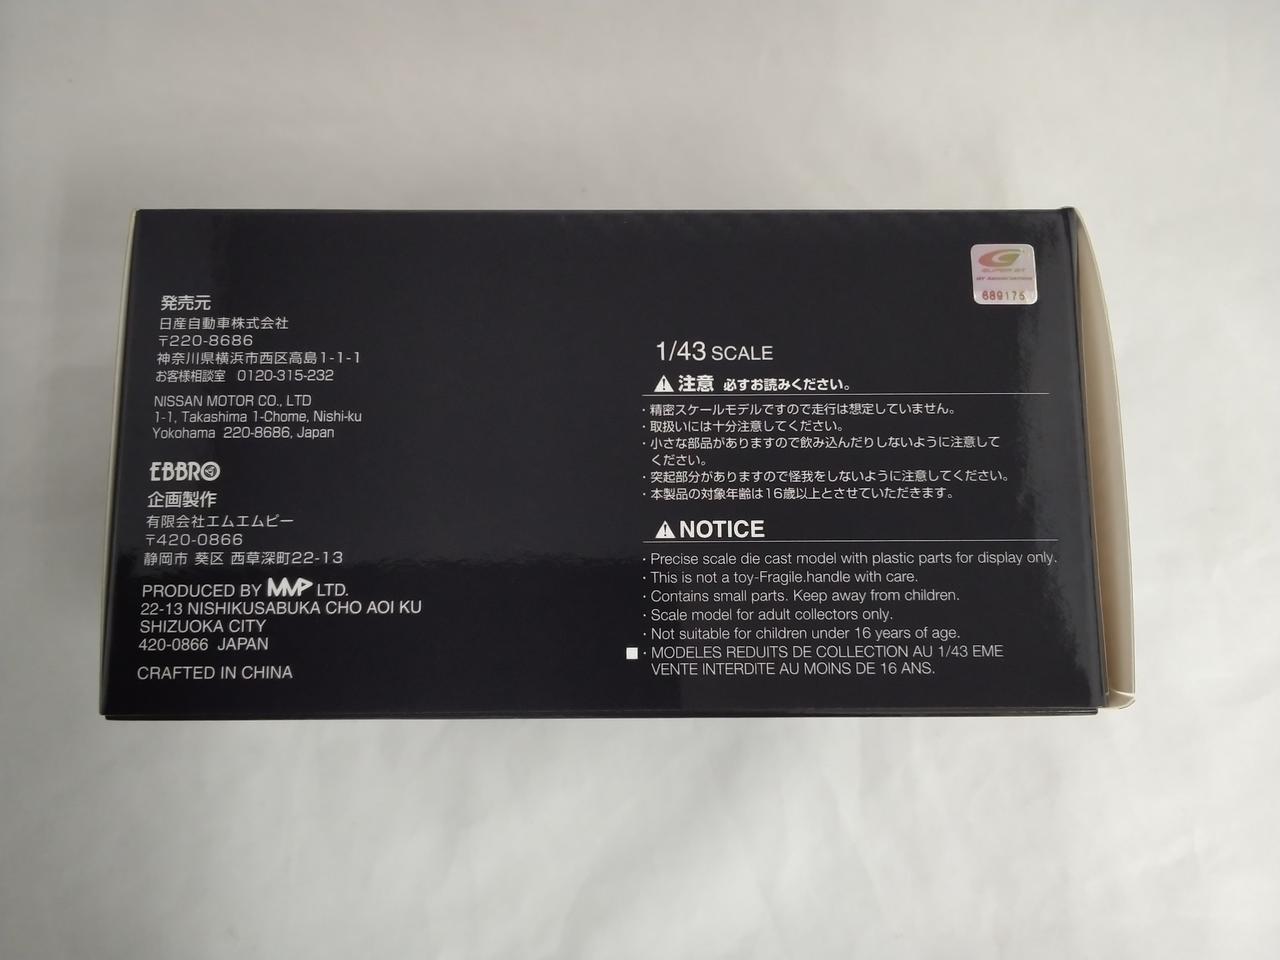 発売元
日産自動車株式会社
〒220-8686
神奈川県横浜市西区高島1-1-1
お客様相談室 0120-315-232
NISSAN MOTOR CO., LTD
1-1, Takashima 1-Chome, Nishi-ku
Yokohama 220-8686, Japan
EBBRO
企画製作
有限会社エムエムピー
〒420-0866
静岡市 葵区 西草深町22-13
PRODUCED BY MMP LTD.
22-13 NISHIKUSABUKA CHO AOI KU
SHIZUOKA CITY
420-0866 JAPAN
CRAFTED IN CHINA
SUPER GT
GT Association
689175
1/43 SCALE
注意 必ずお読みください。
・精密スケールモデルですので走行は想定していません。
・取扱いには十分注意してください。
・小さな部品がありますので飲み込んだりしないように注意して
ください。
・突起部分がありますので怪我をしないように注意してください。
・本製品の対象年齢は16歳以上とさせていただきます。
NOTICE
・Precise scale die cast model with plastic parts for display only.
・This is not a toy-Fragile.handle with care.
・Contains small parts. Keep away from children.
・Scale model for adult collectors only.
・Not suitable for children under 16 years of age.
・MODELES REDUITS DE COLLECTION AU 1/43 EME
VENTE INTERDITE AU MOINS DE 16 ANS.